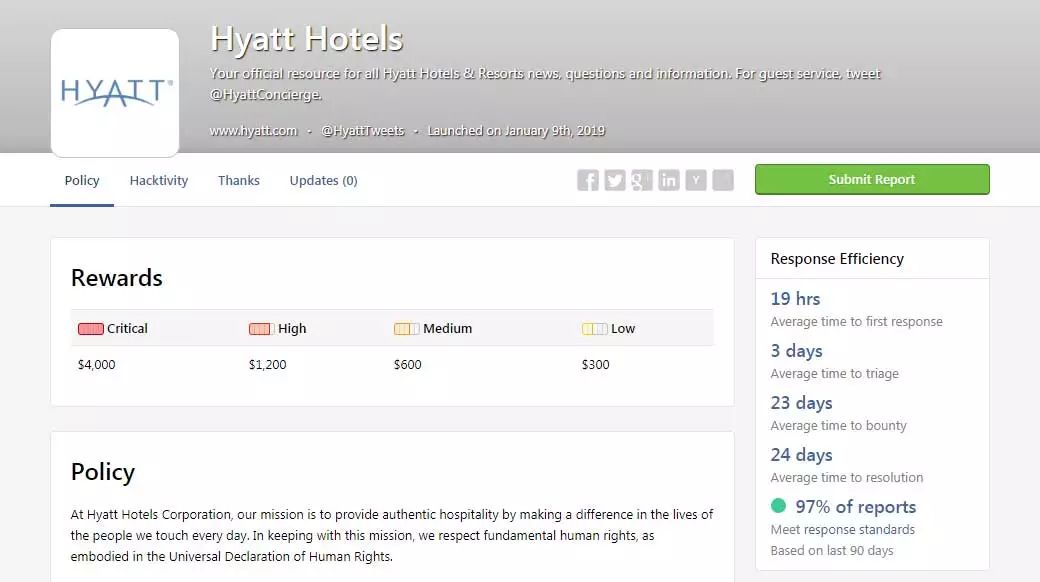 Hyatt Hotels
HYATT®
Your official resource for all Hyatt Hotels & Resorts news, questions and information. For guest service, tweet
@HyattConcierge.
www.hyatt.com · @HyattTweets · Launched on January 9th, 2019
Policy Hacktivity Thanks Updates (0)
f g+ in Y
Submit Report
Rewards
Critical High Medium Low
$4,000 $1,200 $600 $300
Policy
At Hyatt Hotels Corporation, our mission is to provide authentic hospitality by making a difference in the lives of
the people we touch every day. In keeping with this mission, we respect fundamental human rights, as
embodied in the Universal Declaration of Human Rights.
Response Efficiency
19 hrs
Average time to first response
3 days
Average time to triage
23 days
Average time to bounty
24 days
Average time to resolution
97% of reports
Meet response standards
Based on last 90 days